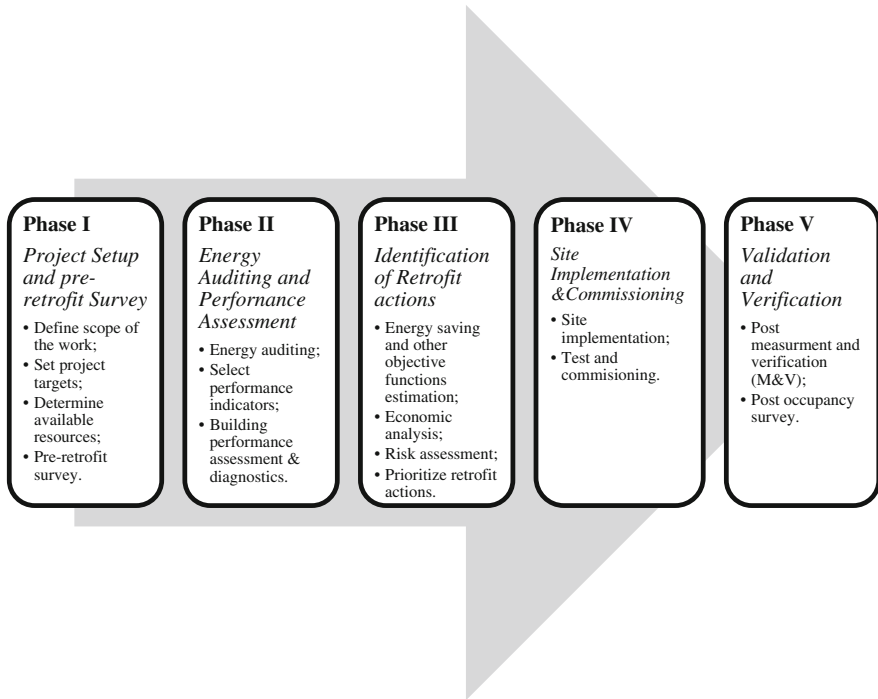 Phase I
Project Setup
and pre-
retrofit Survey
• Define scope of
the work;
• Set project
targets;
• Determine
available
resources;
• Pre-retrofit
survey.
Phase II
Energy
Auditing and
Perfornance
Assessment
• Energy auditing;
• Select
performance
indicators;
• Building
performance
assessment &
diagnostics.
Phase III
Identification
of Retrofit
actions
• Energy saving
and other
objective
functions
estimation;
• Economic
analysis;
• Risk assessment;
• Prioritize retrofit
actions.
Phase IV
Site
Implementation
&Commissioning
• Site
implementation;
• Test and
commisioning.
Phase V
Validation
and
Verification
• Post
measurment and
verification
(M&V);
• Post occupancy
survey.